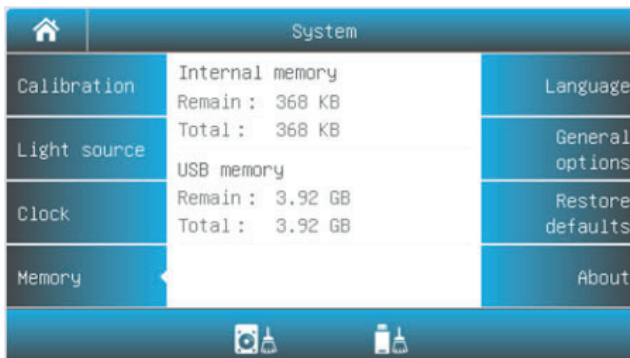 System
Calibration
Light source
Clock
Memory
Internal memory
Remain : 368 KB
Total : 368 KB
USB memory
Remain : 3.92 GB
Total : 3.92 GB
Language
General
options
Restore
defaults
About